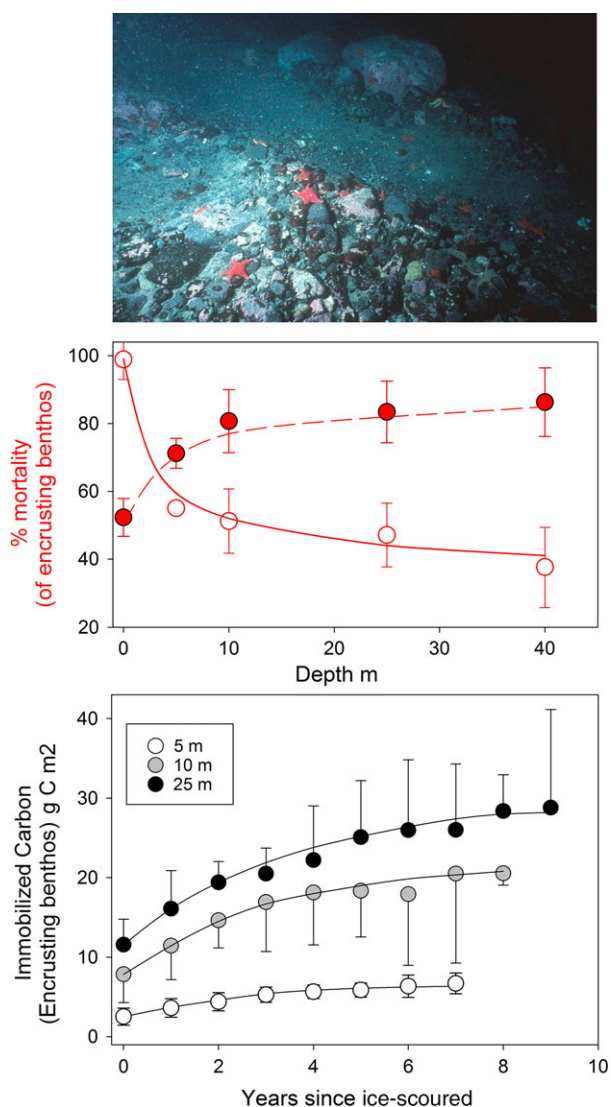 100
80
60
40
20
% mortality
(of encrusting benthos)
0 10 20 30 40
Depth m
40
30
20
10
0
Immobilized Carbon
(Encrusting benthos) g C m2
5 m
10 m
25 m
0 2 4 6 8 10
Years since ice-scoured